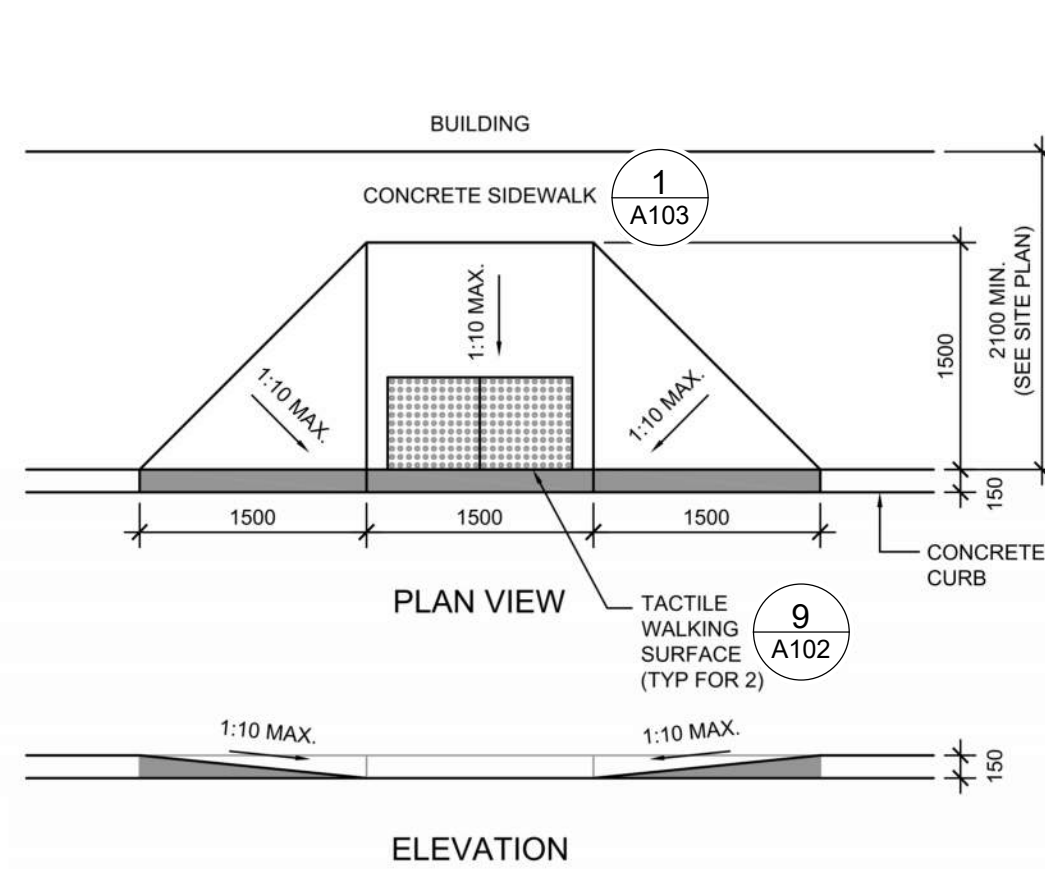 BUILDING
CONCRETE SIDEWALK
1
A103
1:10 MAX.
1:10 MAX.
1:10 MAX.
1500
2100 MIN.
(SEE SITE PLAN)
150
1500
1500
1500
CONCRETE
CURB
PLAN VIEW
TACTILE
WALKING
SURFACE
(TYP FOR 2)
9
A102
1:10 MAX.
1:10 MAX.
150
ELEVATION